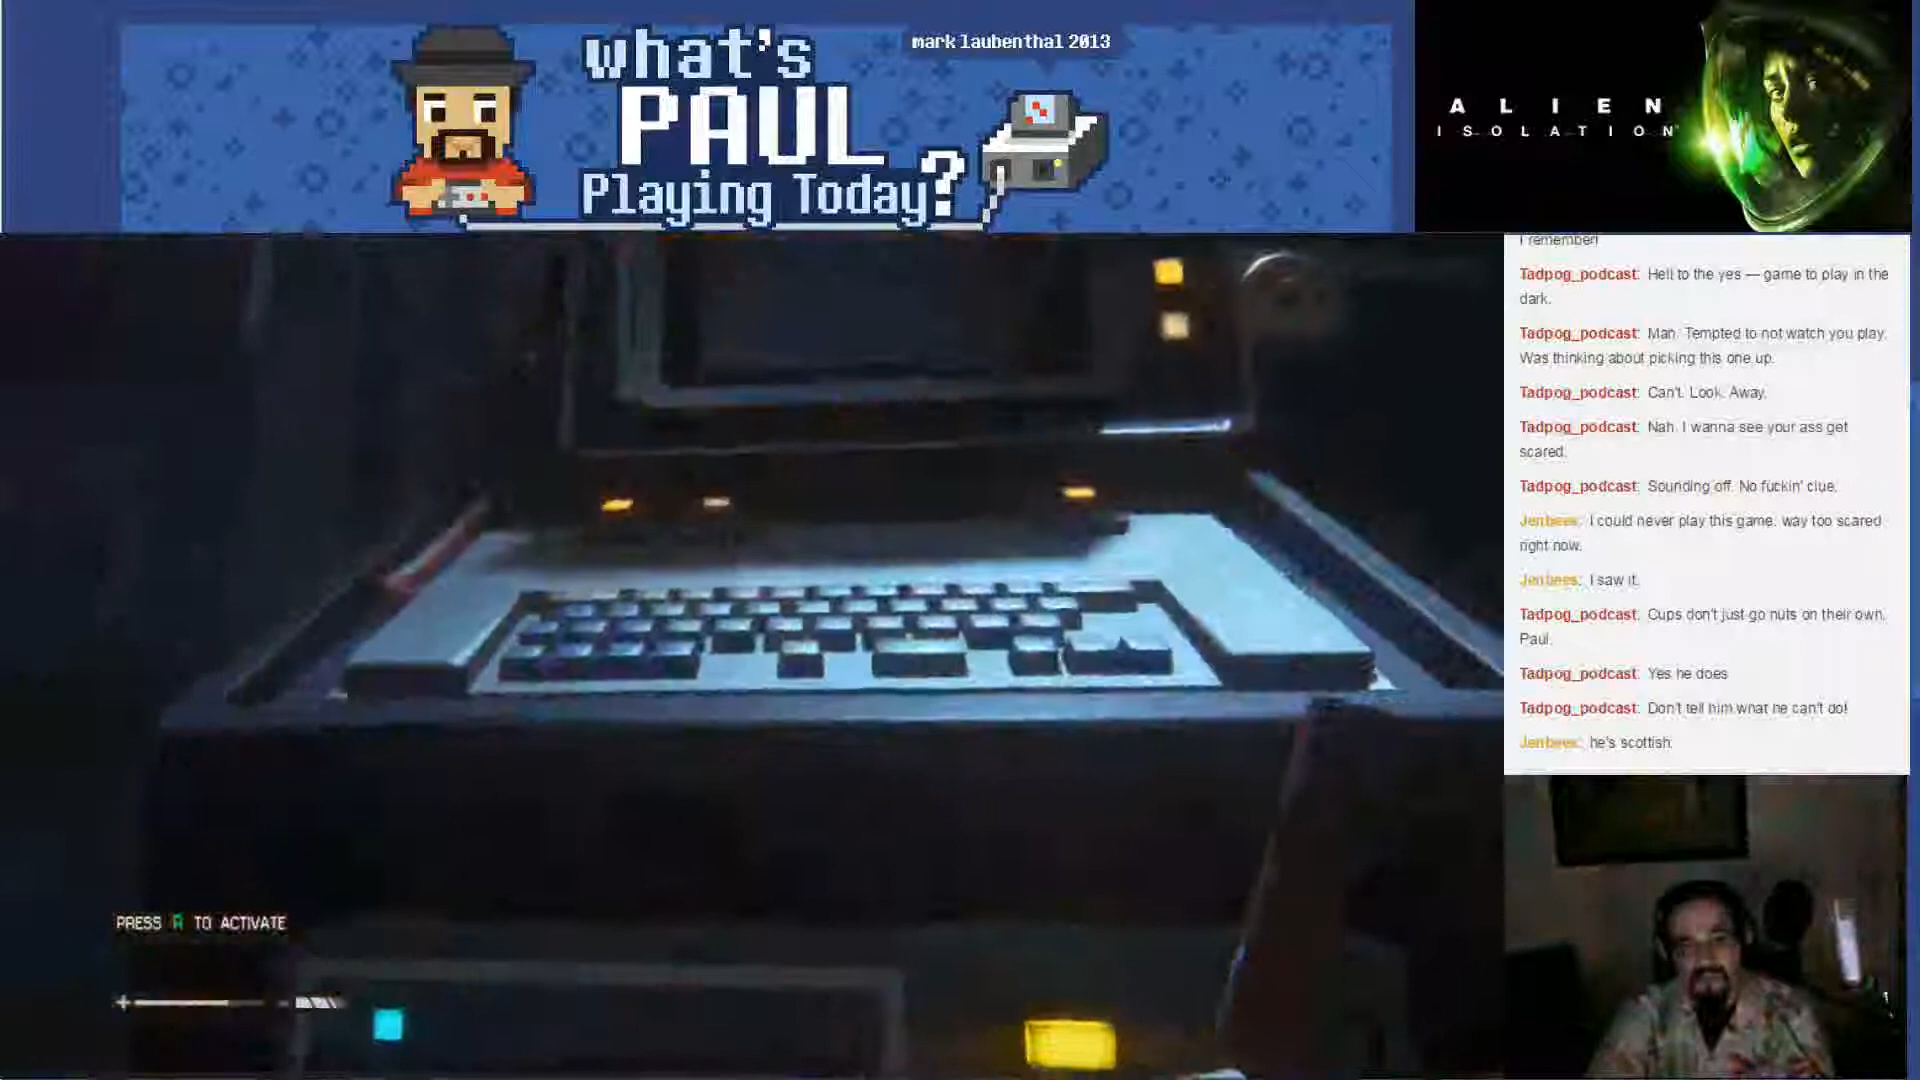 what's
PAUL
Playing Today?
mark laubenthal 2013
ALIEN
ISOLATION
I remember!
Tadpog_podcast: Hell to the yes — game to play in the
dark.
Tadpog_podcast: Man. Tempted to not watch you play.
Was thinking about picking this one up.
Tadpog_podcast: Can't. Look. Away.
Tadpog_podcast: Nah. I wanna see your ass get
scared.
Tadpog_podcast: Sounding off. No fuckin' clue.
Jenbees: I could never play this game. way too scared
right now.
Jenbees: I saw it.
Tadpog_podcast: Cups don't just go nuts on their own.
Paul.
Tadpog_podcast: Yes he does
Tadpog_podcast: Don't tell him what he can't do!
Jenbees: he's scottish.
PRESS A TO ACTIVATE